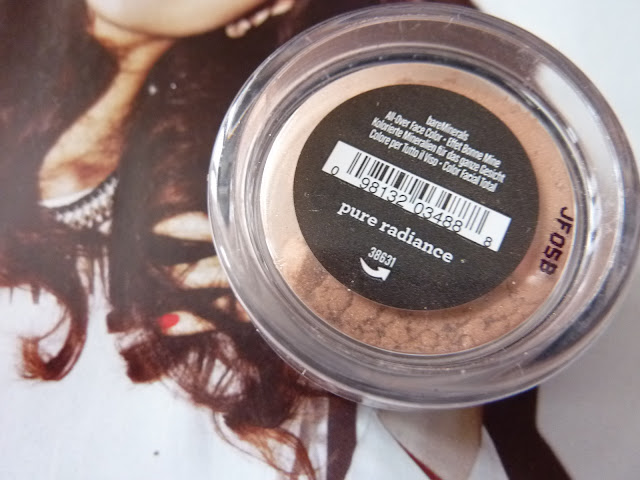 bareMinerals
All-Over Face Color • Effet Bonne Mine
Kolorierte Mineralien für das ganze Gesicht
Colore per Tutto il Viso • Color Facial Total
0 98132 03488 8
pure radiance
38631
JF05B